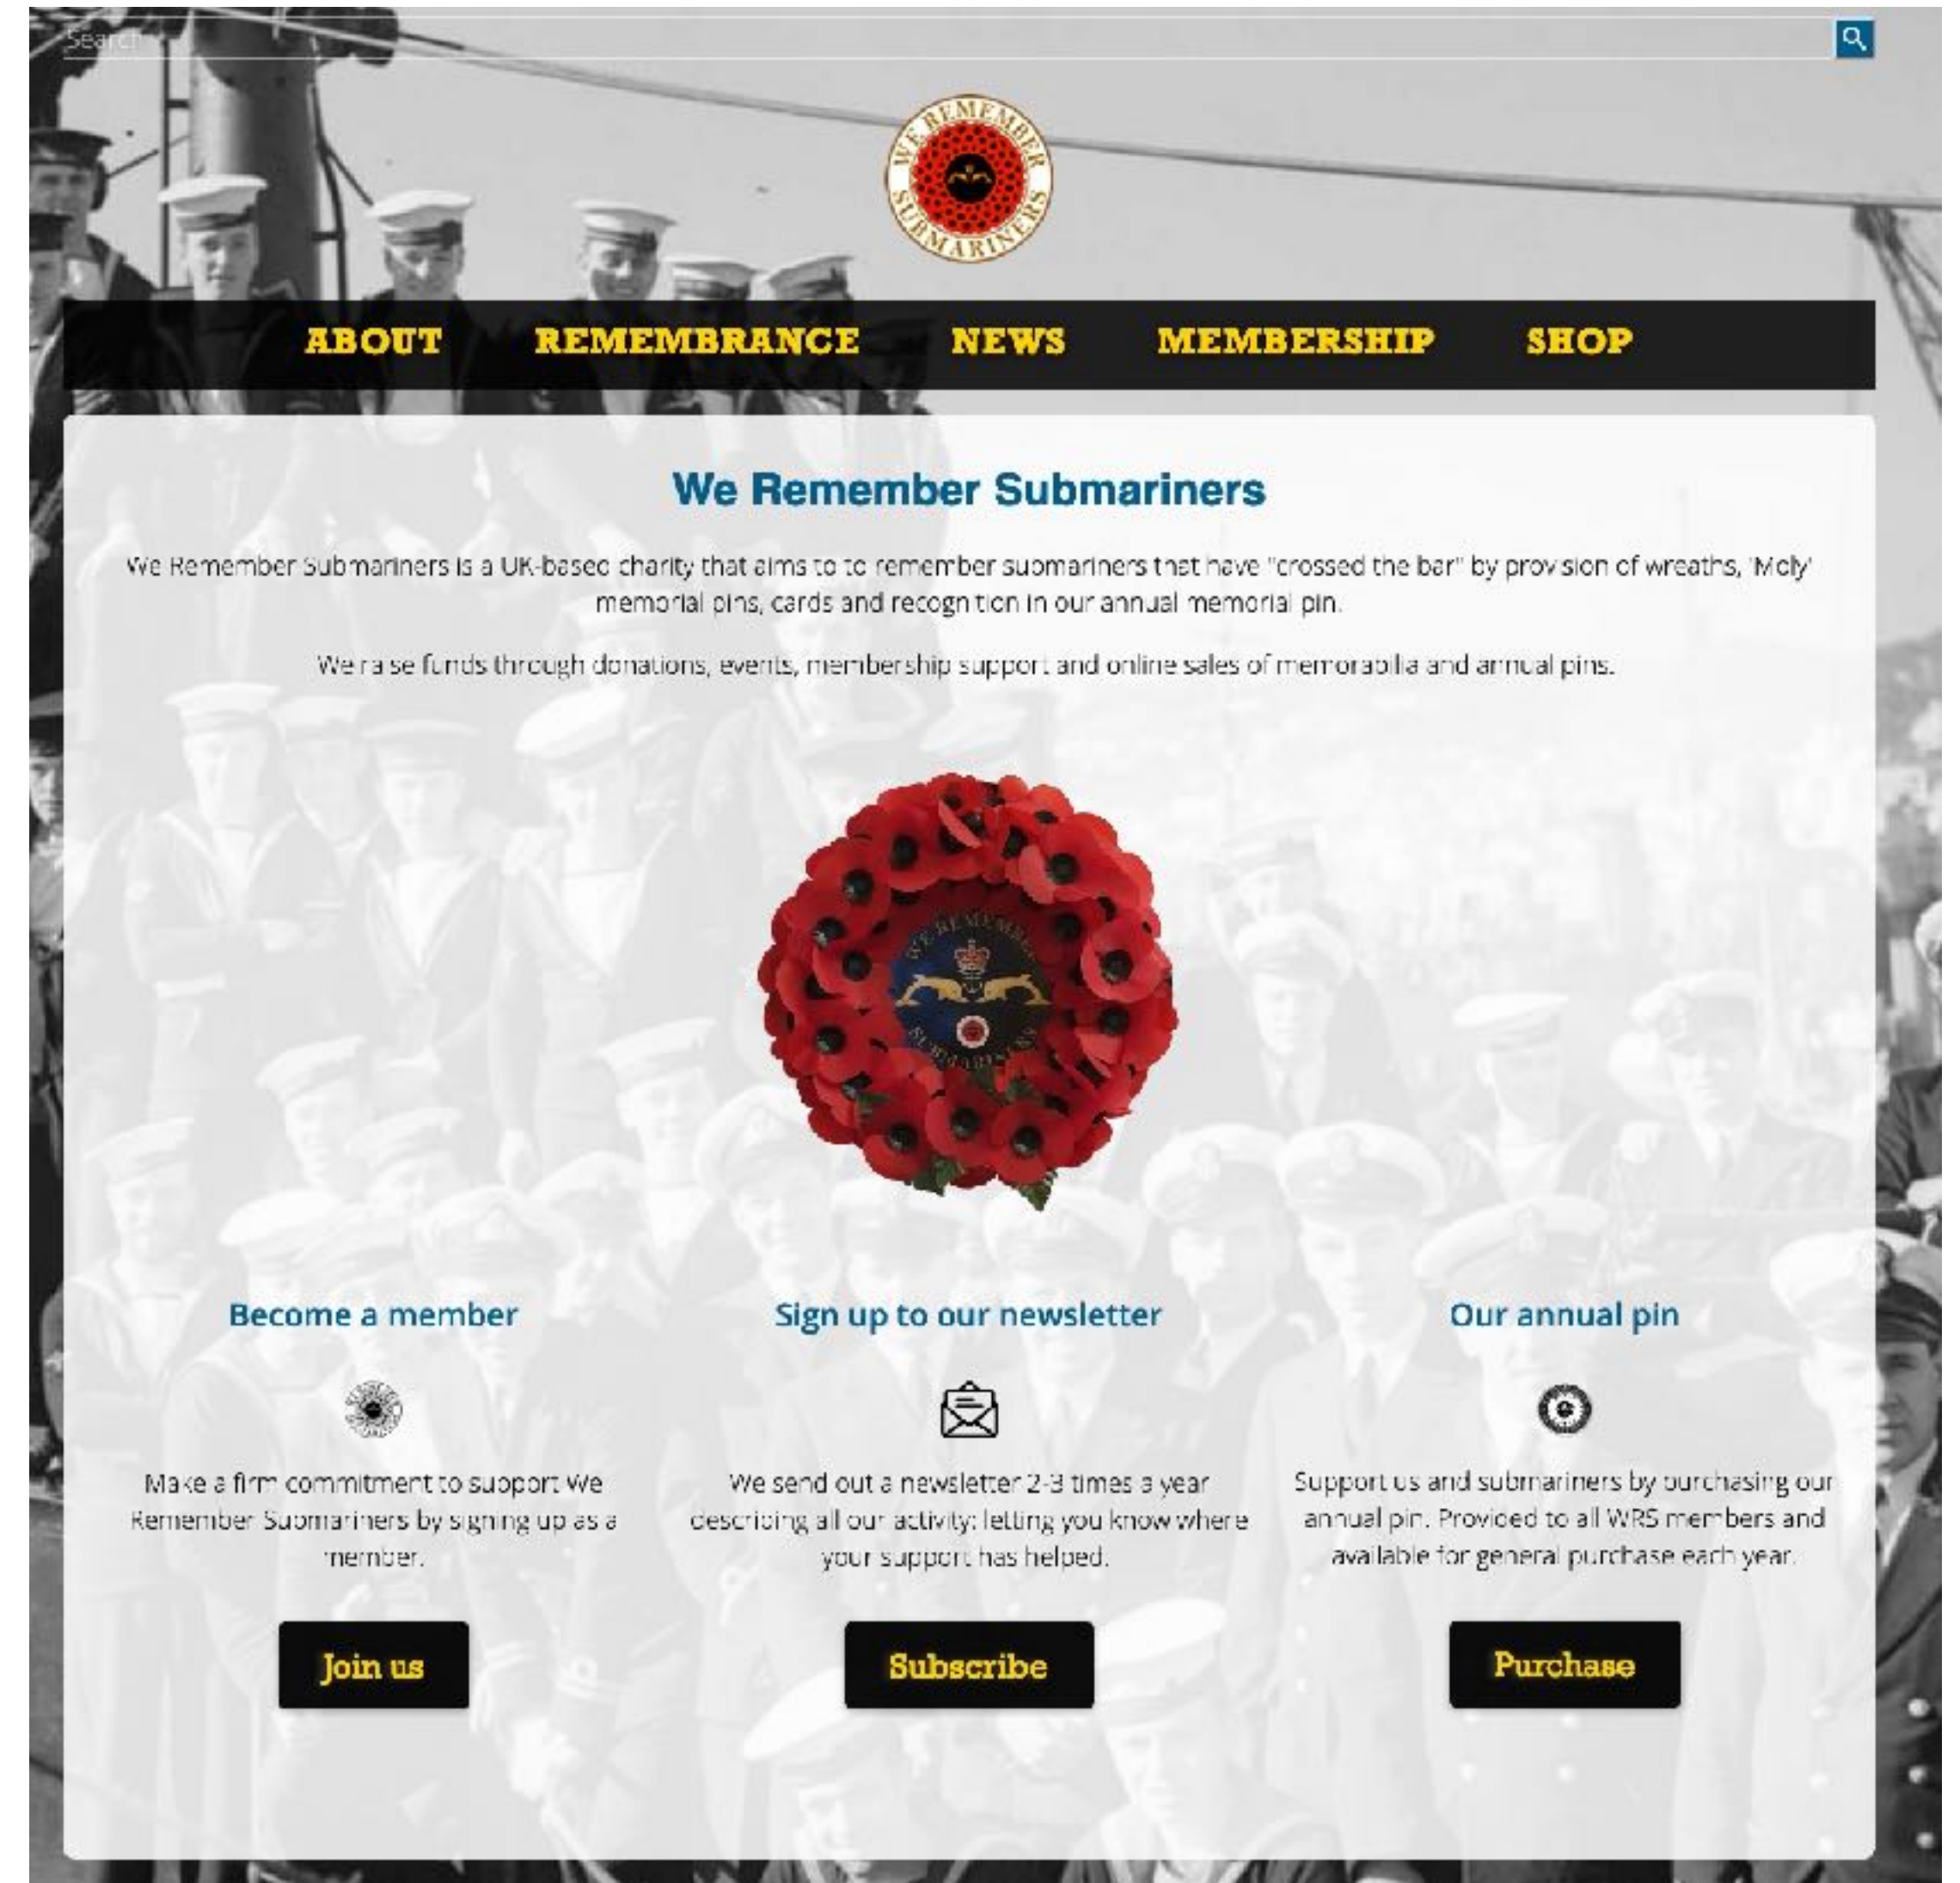 Search
WE REMEMBER
SUBMARINERS
ABOUT REMEMBRANCE NEWS MEMBERSHIP SHOP
We Remember Submariners
We Remember Submariners is a UK-based charity that aims to to remember submariners that have "crossed the bar" by provision of wreaths, 'Moly'
memorial pins, cards and recognition in our annual memorial pin.
We raise funds through donations, events, membership support and online sales of memorabilia and annual pins.
WE REMEMBER
SUBMARINERS
Become a member
Make a firm commitment to support We
Remember Submariners by signing up as a
member.
Join us
Sign up to our newsletter
We send out a newsletter 2-3 times a year
describing all our activity: letting you know where
your support has helped.
Subscribe
Our annual pin
Support us and submariners by purchasing our
annual pin. Provided to all WRS members and
available for general purchase each year.
Purchase